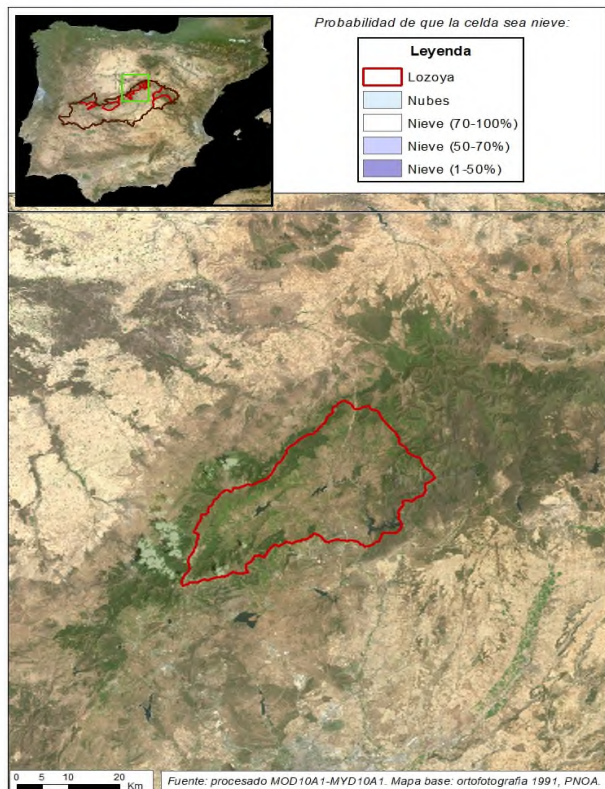 Probabilidad de que la celda sea nieve:
Leyenda
Lozoya
Nubes
Nieve (70-100%)
Nieve (50-70%)
Nieve (1-50%)
0 5 10 20
Km
Fuente: procesado MOD10A1-MYD10A1. Mapa base: ortofotografía 1991, PNOA.